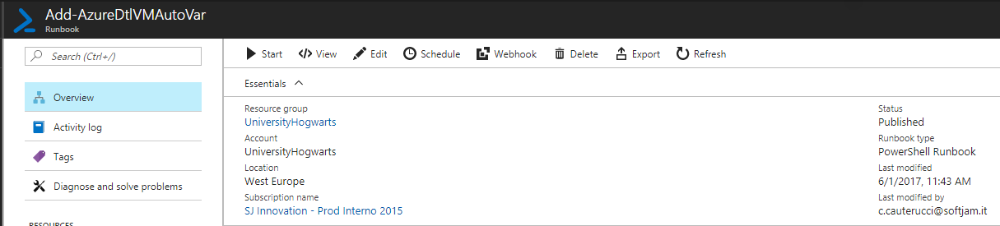 Add-AzureDtlVMAutoVar
Runbook
Search (Ctrl+/)
Overview
Activity log
Tags
Diagnose and solve problems
RESOURCES
Start </> View Edit Schedule Webhook Delete Export Refresh
Essentials
Resource group
UniversityHogwarts
Account
UniversityHogwarts
Location
West Europe
Subscription name
SJ Innovation - Prod Interno 2015
Status
Published
Runbook type
PowerShell Runbook
Last modified
6/1/2017, 11:43 AM
Last modified by
c.cauterucci@softjam.it